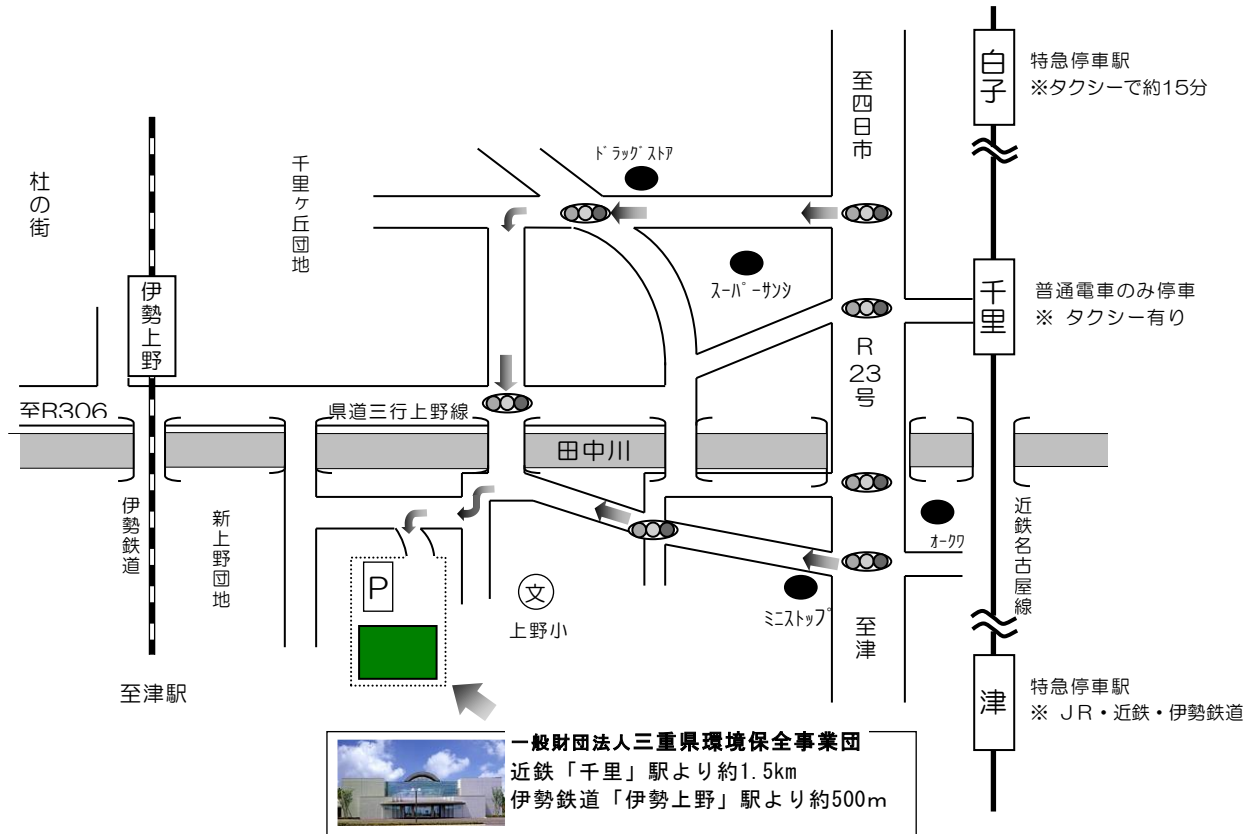 白子
特急停車駅
※タクシーで約15分
至四日市
ドラッグストア
千里ヶ丘団地
杜の街
スーパーサンシ
伊勢上野
千里
普通電車のみ停車
※ タクシー有り
R
23
号
至R306
県道三行上野線
田中川
伊勢鉄道
新上野団地
オークワ
近鉄名古屋線
P
文
上野小
ミニストップ
至津
至津駅
津
特急停車駅
※ JR・近鉄・伊勢鉄道
一般財団法人三重県環境保全事業団
近鉄「千里」駅より約1.5km
伊勢鉄道「伊勢上野」駅より約500m